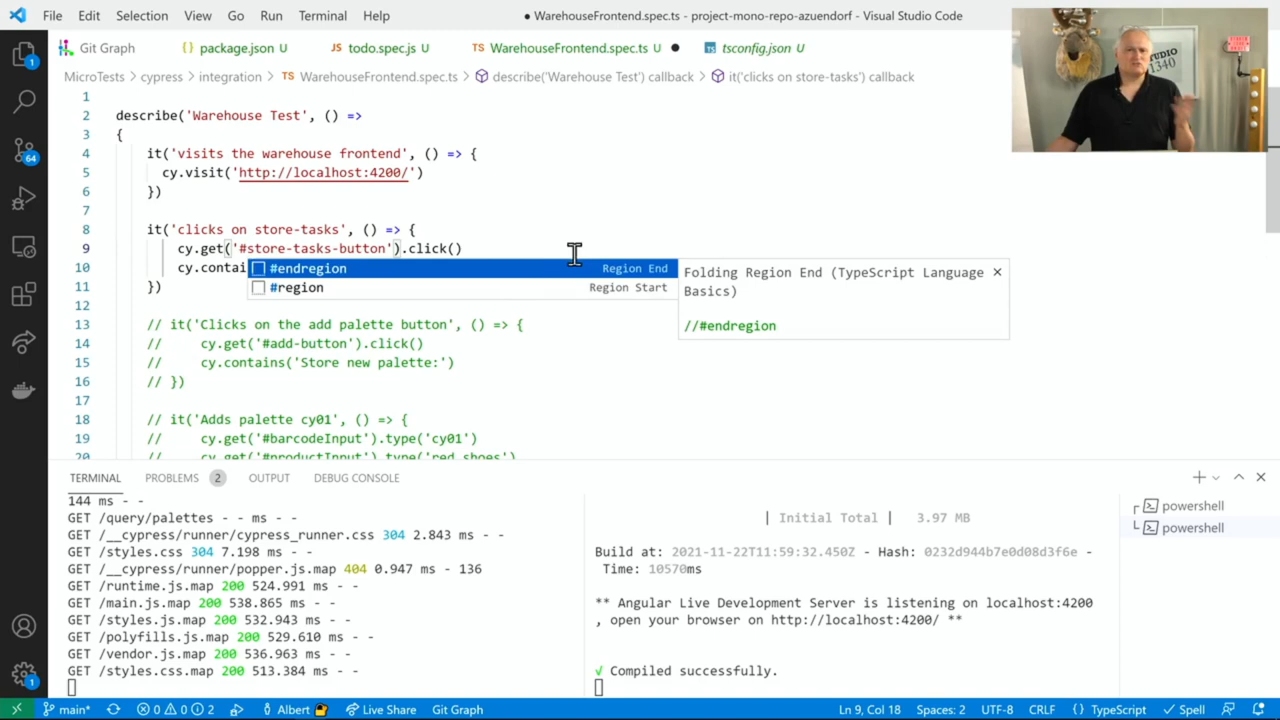 File Edit Selection View Go Run Terminal Help ● WarehouseFrontend.spec.ts - project-mono-repo-azuendorf - Visual Studio Code
Git Graph {} package.json U JS todo.spec.js U TS WarehouseFrontend.spec.ts U ● TS tsconfig.json U
MicroTests > cypress > integration > TS WarehouseFrontend.spec.ts > describe('Warehouse Test') callback > it('clicks on store-tasks') callback
STUDIO
1340
1
2 describe('Warehouse Test', () =>
3 {
4 it('visits the warehouse frontend', () => {
5 cy.visit('http://localhost:4200/')
6 })
7
8 it('clicks on store-tasks', () => {
9 cy.get('#store-tasks-button').click()
10 cy.contai
#endregion Region End
#region Region Start
Folding Region End (TypeScript Language
Basics)
//#endregion
11 })
12
13 // it('Clicks on the add palette button', () => {
14 // cy.get('#add-button').click()
15 // cy.contains('Store new palette:')
16 // })
17
18 // it('Adds palette cy01', () => {
19 // cy.get('#barcodeInput').type('cy01')
20 // cy.get('#productInput').type('red shoes')
TERMINAL PROBLEMS 2 OUTPUT DEBUG CONSOLE
144 ms - -
GET /query/palettes - - ms - -
GET /__cypress/runner/cypress_runner.css 304 2.843 ms - -
GET /styles.css 304 7.198 ms - -
GET /__cypress/runner/popper.js.map 404 0.947 ms - 136
GET /runtime.js.map 200 524.991 ms - -
GET /main.js.map 200 538.865 ms - -
GET /styles.js.map 200 532.943 ms - -
GET /polyfills.js.map 200 529.610 ms - -
GET /vendor.js.map 200 536.963 ms - -
GET /styles.css.map 200 513.384 ms - -
| Initial Total | 3.97 MB
Build at: 2021-11-22T11:59:32.450Z - Hash: 0232d944b7e0d08d3f6e -
Time: 10570ms
** Angular Live Development Server is listening on localhost:4200
, open your browser on http://localhost:4200/ **
√ Compiled successfully.
powershell
powershell
1
64
1
main* 0 0 2 Albert Live Share Git Graph Ln 9, Col 18 Spaces: 2 UTF-8 CRLF {} TypeScript Spell